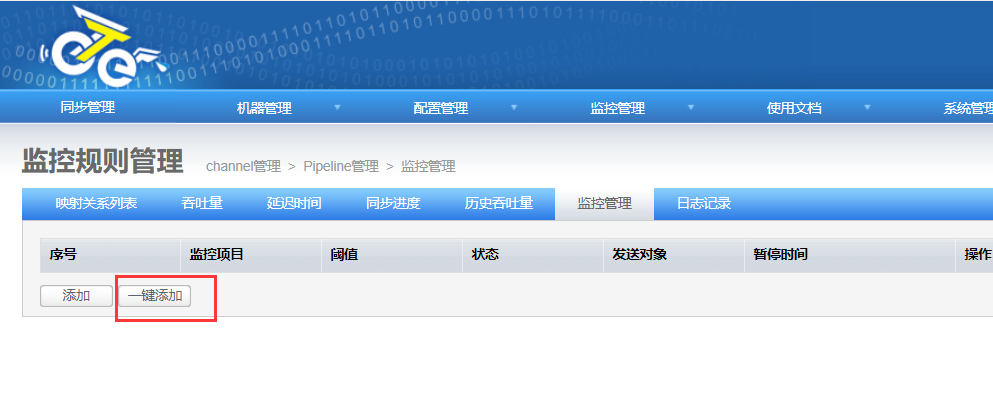 eTe
同步管理 机器管理 配置管理 监控管理 使用文档 系统管理
监控规则管理 channel管理 > Pipeline管理 > 监控管理
映射关系列表 吞吐量 延迟时间 同步进度 历史吞吐量 监控管理 日志记录
序号 监控项目 阈值 状态 发送对象 暂停时间 操作
添加 一键添加